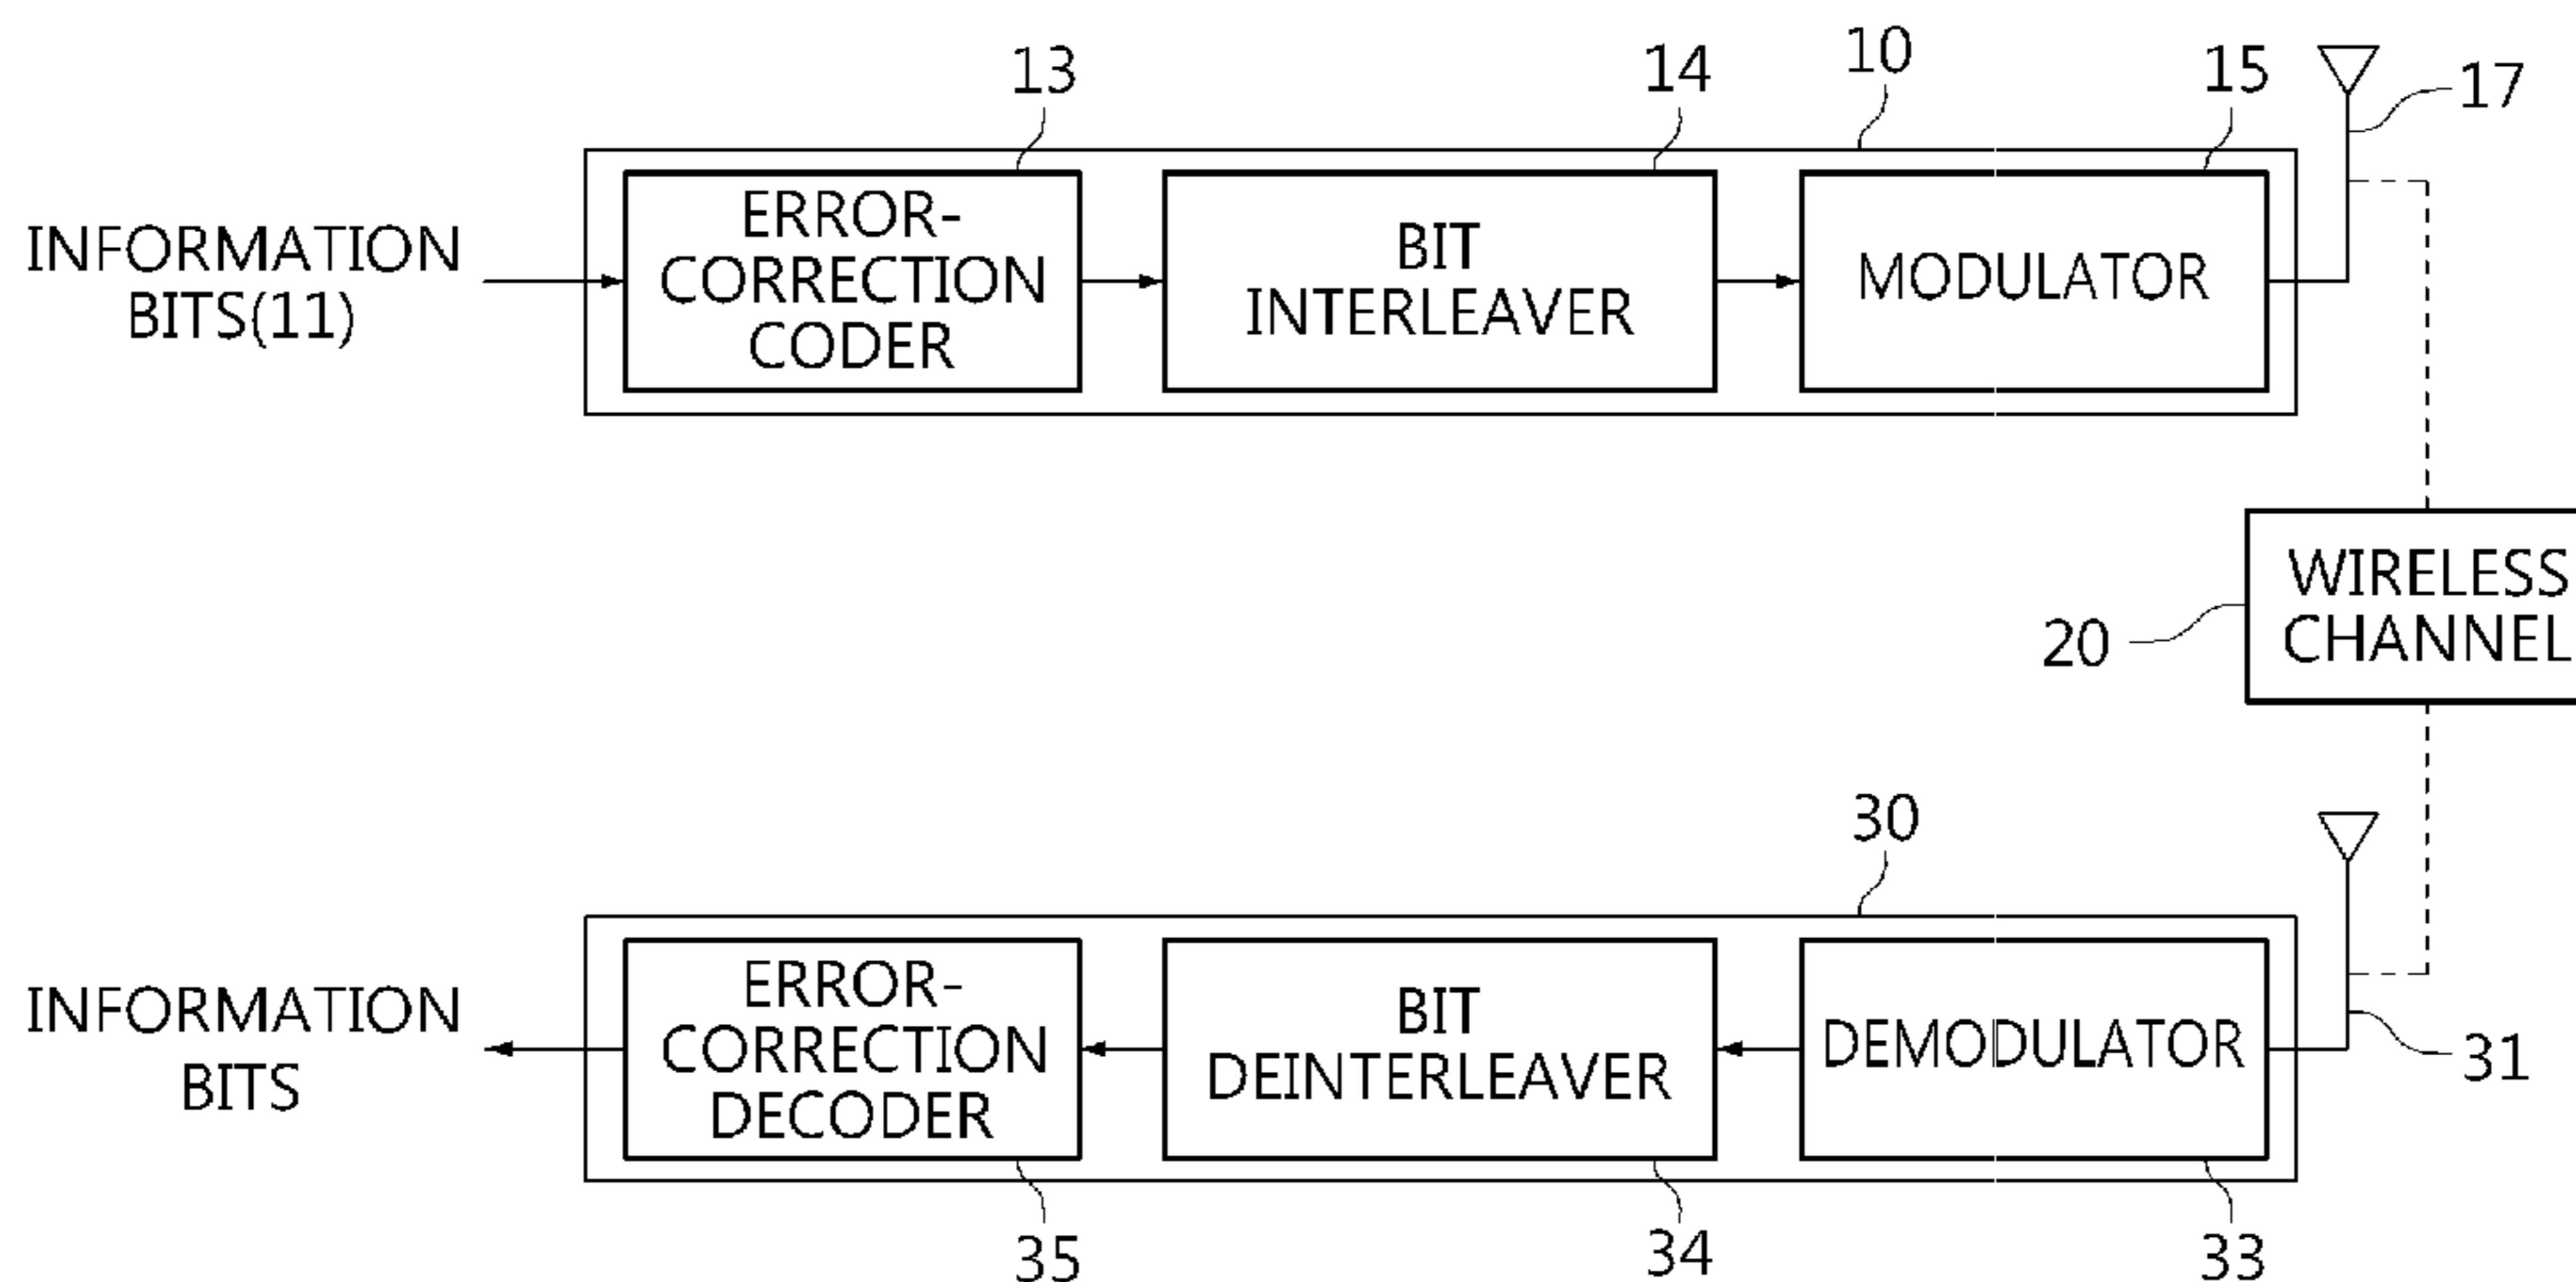 13
14
10
15
17
INFORMATION
BITS(11)
ERROR-
CORRECTION
CODER
BIT
INTERLEAVER
MODULATOR
WIRELESS
CHANNEL
20
30
INFORMATION
BITS
ERROR-
CORRECTION
DECODER
BIT
DEINTERLEAVER
DEMODULATOR
31
35
34
33